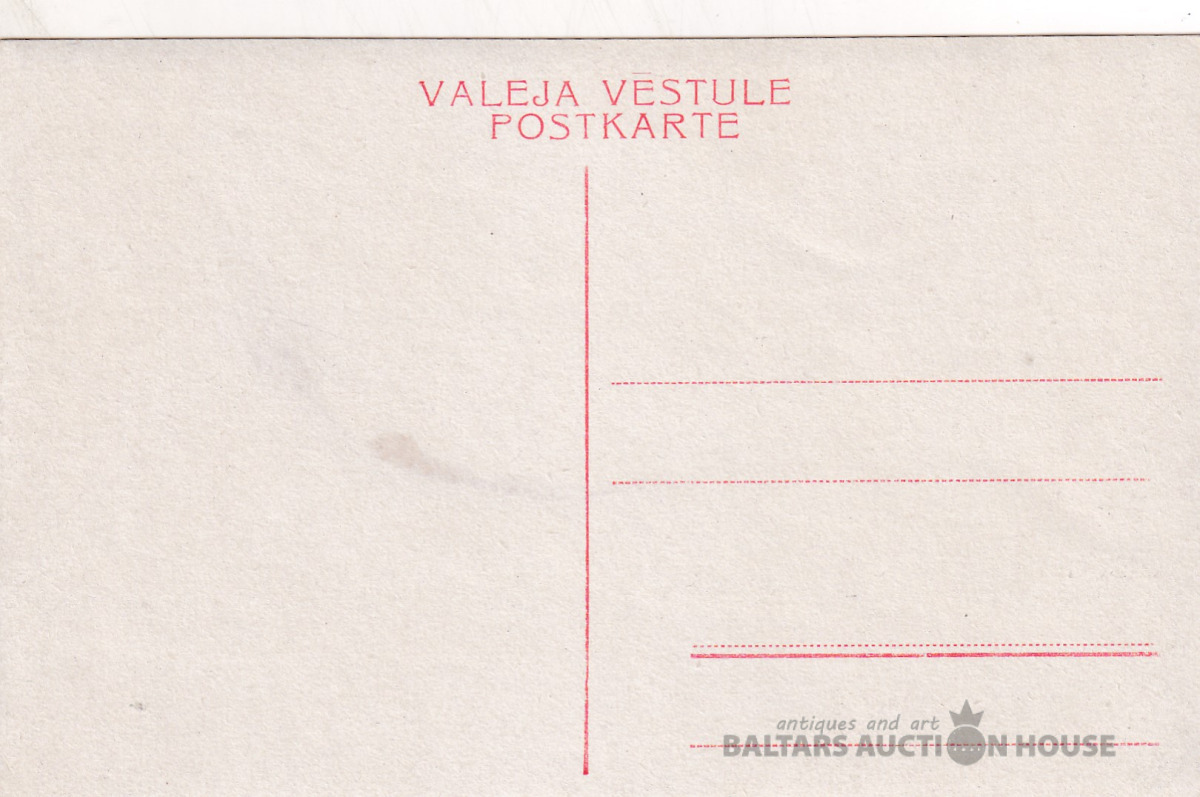 VALEJA VĒSTULE
POSTKARTE
antiques and art
BALTARS AUCTION HOUSE